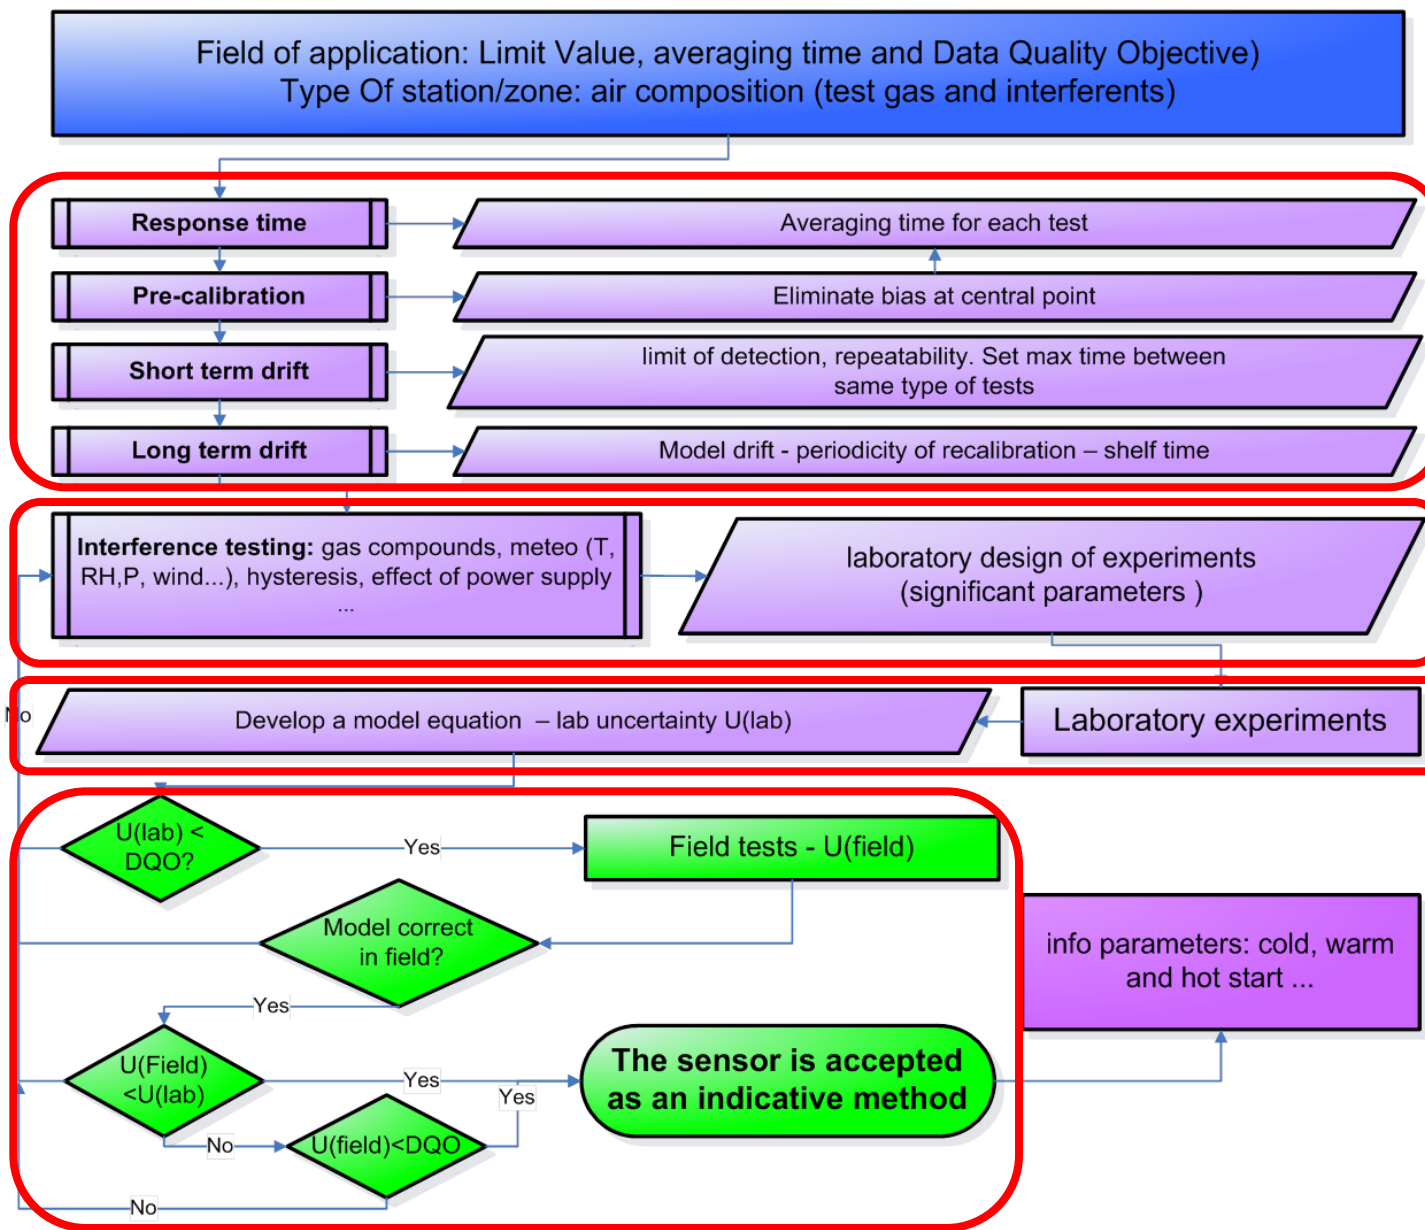 Field of application: Limit Value, averaging time and Data Quality Objective)
Type Of station/zone: air composition (test gas and interferents)
Response time
Averaging time for each test
Pre-calibration
Eliminate bias at central point
Short term drift
limit of detection, repeatability. Set max time between
same type of tests
Long term drift
Model drift - periodicity of recalibration – shelf time
Interference testing: gas compounds, meteo (T,
RH,P, wind...), hysteresis, effect of power supply
...
laboratory design of experiments
(significant parameters )
No
Develop a model equation – lab uncertainty U(lab)
Laboratory experiments
U(lab) <
DQO?
Yes
Field tests - U(field)
Model correct
in field?
info parameters: cold, warm
and hot start ...
Yes
U(Field)
<U(lab)
Yes
Yes
The sensor is accepted
as an indicative method
No
U(field)<DQO
No